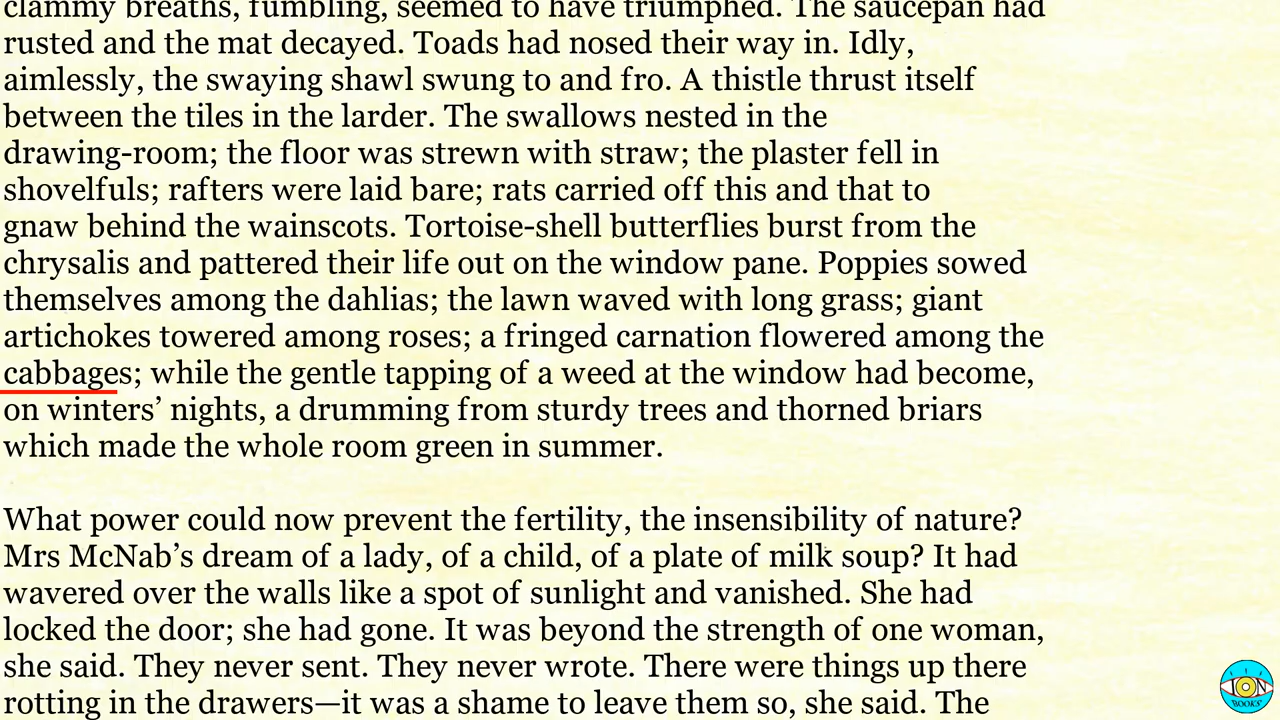 clammy breaths, fumbling, seemed to have triumphed. The saucepan had
rusted and the mat decayed. Toads had nosed their way in. Idly,
aimlessly, the swaying shawl swung to and fro. A thistle thrust itself
between the tiles in the larder. The swallows nested in the
drawing-room; the floor was strewn with straw; the plaster fell in
shovelfuls; rafters were laid bare; rats carried off this and that to
gnaw behind the wainscots. Tortoise-shell butterflies burst from the
chrysalis and pattered their life out on the window pane. Poppies sowed
themselves among the dahlias; the lawn waved with long grass; giant
artichokes towered among roses; a fringed carnation flowered among the
cabbages; while the gentle tapping of a weed at the window had become,
on winters’ nights, a drumming from sturdy trees and thorned briars
which made the whole room green in summer.
What power could now prevent the fertility, the insensibility of nature?
Mrs McNab’s dream of a lady, of a child, of a plate of milk soup? It had
wavered over the walls like a spot of sunlight and vanished. She had
locked the door; she had gone. It was beyond the strength of one woman,
she said. They never sent. They never wrote. There were things up there
rotting in the drawers—it was a shame to leave them so, she said. The
ION
BOOKS